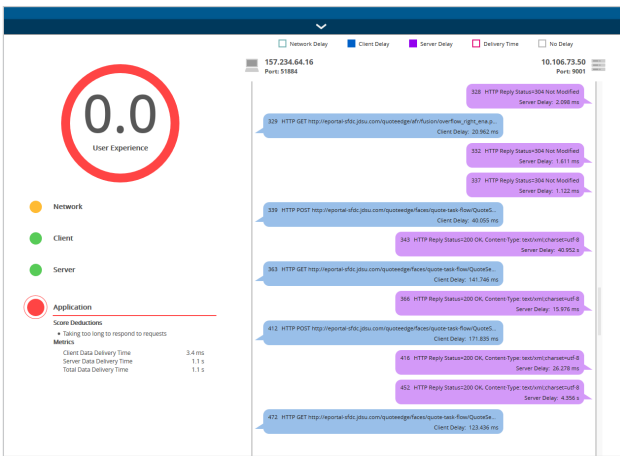 Network Delay Client Delay Server Delay Delivery Time No Delay
157.234.64.16
Port: 51884
10.106.73.50
Port: 9001
0.0
User Experience
Network
Client
Server
Application
Score Deductions
Taking too long to respond to requests
Metrics
Client Data Delivery Time 3.4 ms
Server Data Delivery Time 1.1 s
Total Data Delivery Time 1.1 s
328 HTTP Reply Status=304 Not Modified
Server Delay: 2.098 ms
329 HTTP GET http://eportal-sfdc.jdsu.com/quoteedge/afr/fusion/overflow_right_ena.p...
Client Delay: 26.962 ms
332 HTTP Reply Status=304 Not Modified
Server Delay: 1.611 ms
337 HTTP Reply Status=304 Not Modified
Server Delay: 1.122 ms
339 HTTP POST http://eportal-sfdc.jdsu.com/quoteedge/faces/quote-task-flow/QuoteS...
Client Delay: 40.055 ms
343 HTTP Reply Status=200 OK, Content-Type: text/xml;charset=utf-8
Server Delay: 40.952 s
363 HTTP GET http://eportal-sfdc.jdsu.com/quoteedge/faces/quote-task-flow/QuoteSe...
Client Delay: 141.746 ms
366 HTTP Reply Status=200 OK, Content-Type: text/xml;charset=utf-8
Server Delay: 15.976 ms
412 HTTP POST http://eportal-sfdc.jdsu.com/quoteedge/faces/quote-task-flow/QuoteS...
Client Delay: 171.835 ms
416 HTTP Reply Status=200 OK, Content-Type: text/xml;charset=utf-8
Server Delay: 26.276 ms
452 HTTP Reply Status=200 OK, Content-Type: text/xml;charset=utf-8
Server Delay: 4.356 s
472 HTTP GET http://eportal-sfdc.jdsu.com/quoteedge/faces/quote-task-flow/QuoteSe...
Client Delay: 123.436 ms